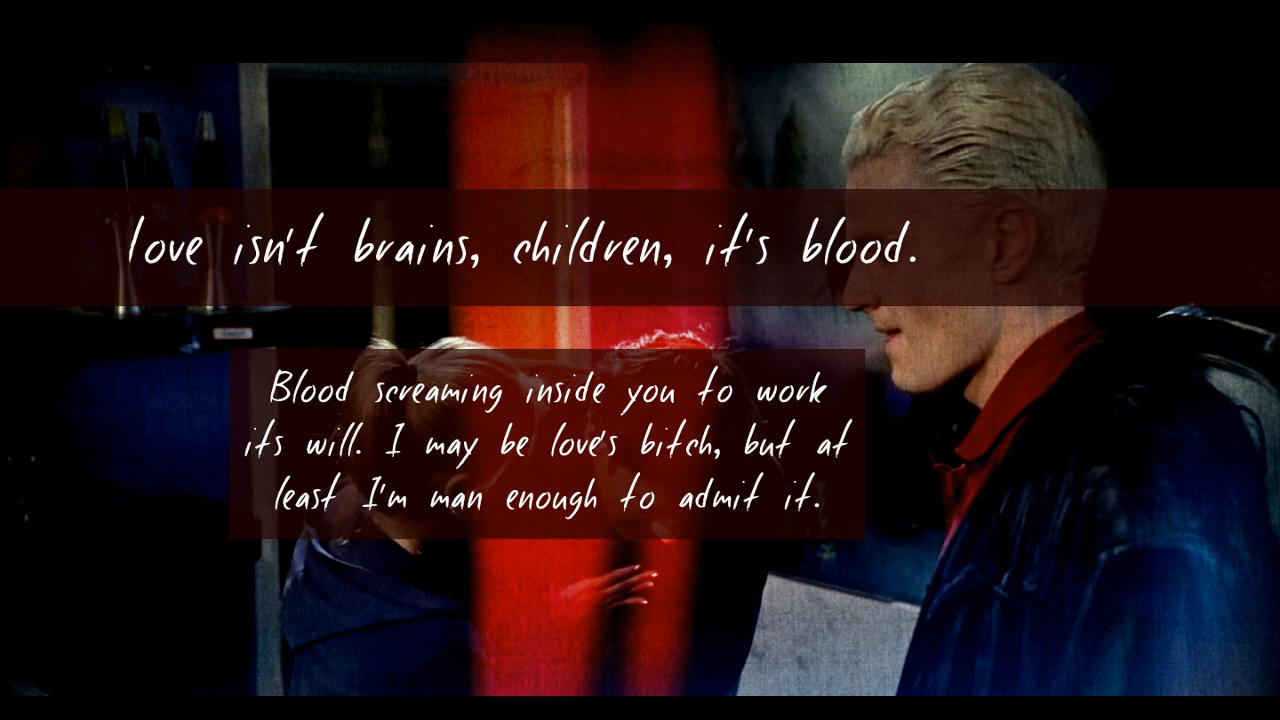 love isn't brains, children, it's blood.
Blood screaming inside you to work
its will. I may be love's bitch, but at
least I'm man enough to admit it.